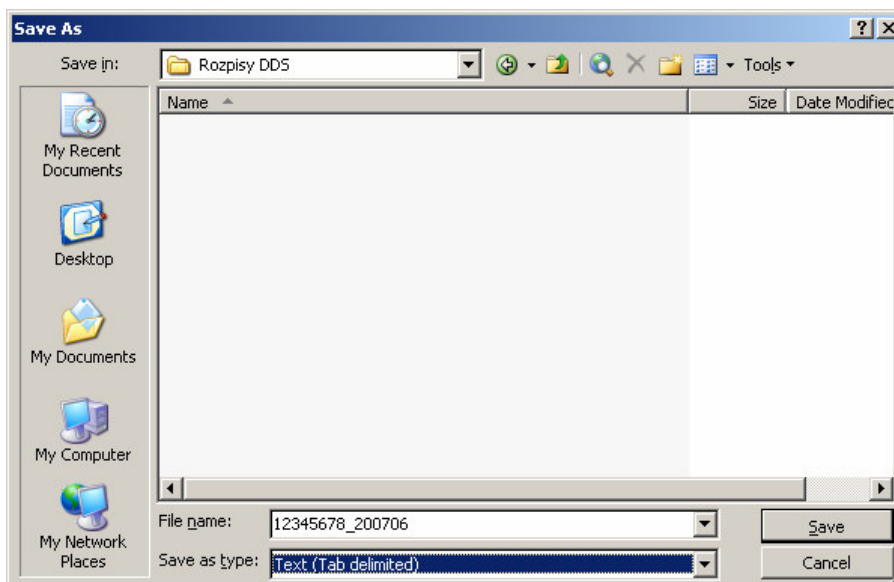 Save As
Save in:
Rozpisy DDS
Tools
Name
Size
Date Modified
My Recent
Documents
Desktop
My Documents
My Computer
My Network
Places
File name:
12345678_200706
Save
Save as type:
Text (Tab delimited)
Cancel